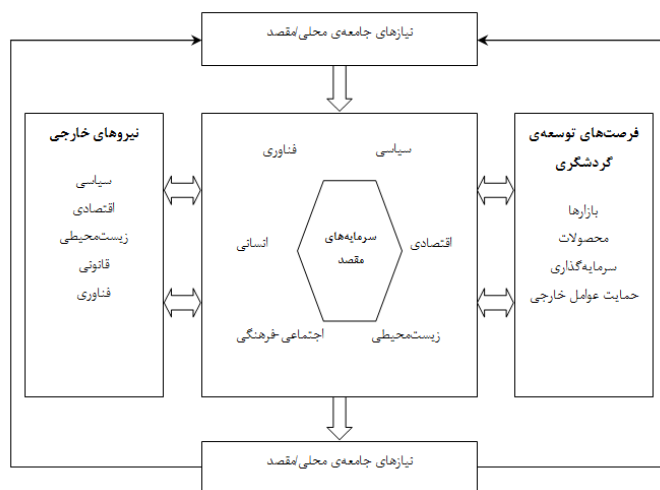 نیازهای جامعه‌ی محلی/مقصد
فرصت‌های توسعه‌ی
گردشگری
بازارها
محصولات
سرمایه‌گذاری
حمایت عوامل خارجی
سیاسی
فناوری
سرمایه‌های
مقصد
اقتصادی
انسانی
زیست‌محیطی
اجتماعی-فرهنگی
نیروهای خارجی
سیاسی
اقتصادی
زیست‌محیطی
قانونی
فناوری
نیازهای جامعه‌ی محلی/مقصد